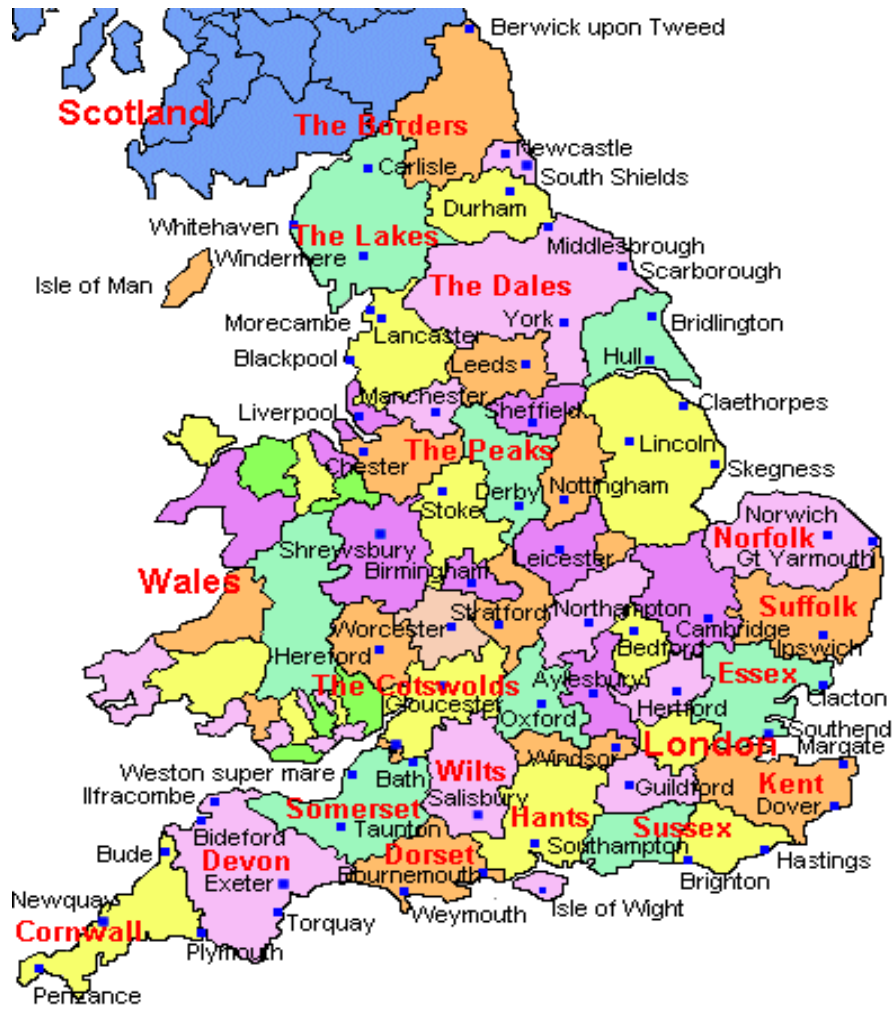 Berwick upon Tweed
Scotland
The Borders
Newcastle
Carlisle
South Shields
Durham
Whitehaven
The Lakes
Middlesbrough
Windermere
Scarborough
Isle of Man
The Dales
Morecambe
Lancaster
York
Bridlington
Blackpool
Leeds
Hull
Manchester
Liverpool
Sheffield
Claethorpes
Lincoln
The Peaks
Chester
Skegness
Stoke
Derby
Nottingham
Norwich
Norfolk
Shrewsbury
Leicester
Gt Yarmouth
Birmingham
Wales
Stratford
Northampton
Suffolk
Worcester
Cambridge
Bedford
Ipswich
Hereford
Essex
The Cotswolds
Aylesbury
Gloucester
Hertford
Clacton
Oxford
Southend
London
Margate
Windsor
Weston super mare
Bath
Wilts
Guildford
Kent
Ilfracombe
Salisbury
Dover
Somerset
Hants
Bideford
Taunton
Sussex
Bude
Devon
Dorset
Southampton
Hastings
Exeter
Bournemouth
Brighton
Newquay
Isle of Wight
Cornwall
Torquay
Weymouth
Plymouth
Penzance